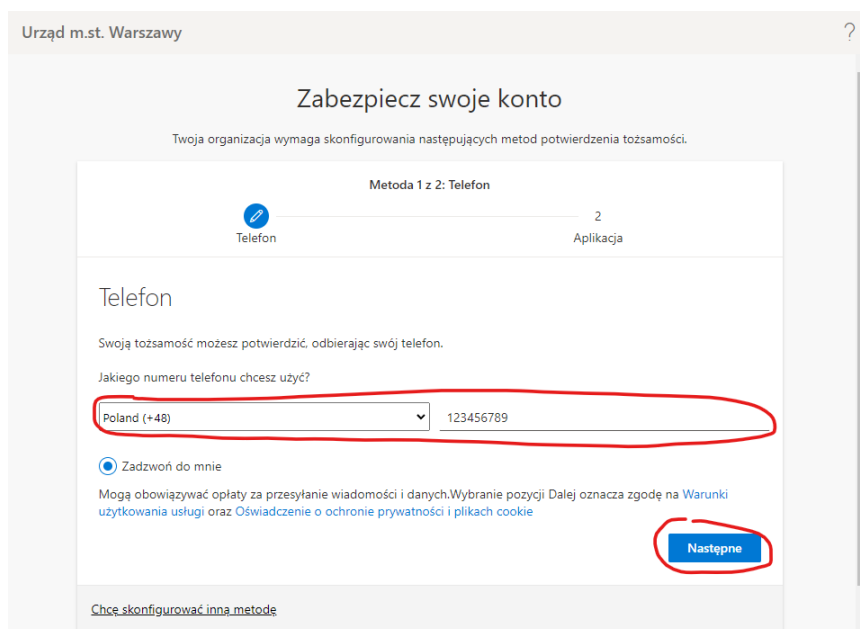 Urząd m.st. Warszawy
?
Zabezpiecz swoje konto
Twoja organizacja wymaga skonfigurowania następujących metod potwierdzenia tożsamości.
Metoda 1 z 2: Telefon
2
Telefon
Aplikacja
Telefon
Swoją tożsamość możesz potwierdzić, odbierając swój telefon.
Jakiego numeru telefonu chcesz użyć?
Poland (+48)
123456789
Zadzwoń do mnie
Mogą obowiązywać opłaty za przesyłanie wiadomości i danych.Wybranie pozycji Dalej oznacza zgodę na Warunki
użytkowania usługi oraz Oświadczenie o ochronie prywatności i plikach cookie
Następne
Chcę skonfigurować inną metodę